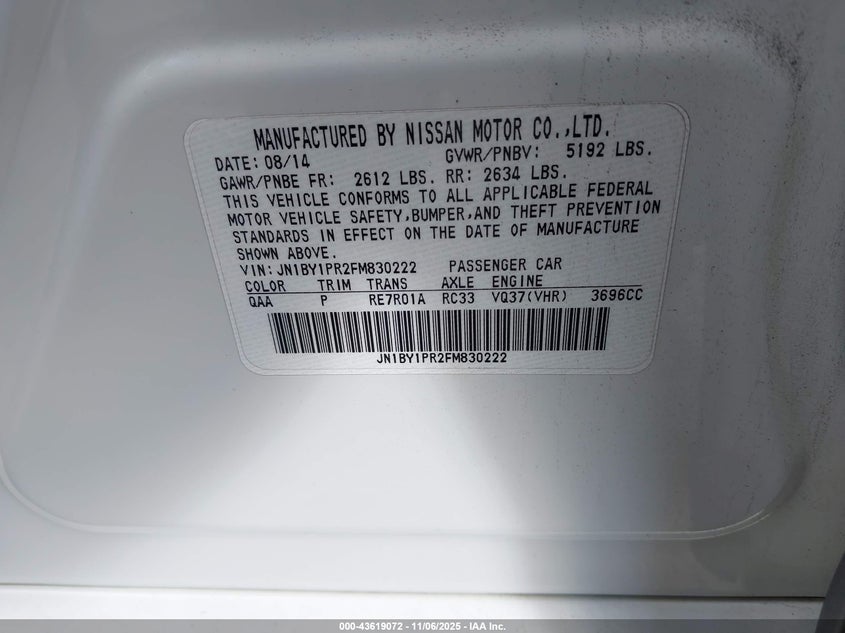 MANUFACTURED BY NISSAN MOTOR CO.,LTD.
DATE: 08/14 GVWR/PNBV: 5192 LBS.
GAWR/PNBE FR: 2612 LBS. RR: 2634 LBS.
THIS VEHICLE CONFORMS TO ALL APPLICABLE FEDERAL
MOTOR VEHICLE SAFETY,BUMPER,AND THEFT PREVENTION
STANDARDS IN EFFECT ON THE DATE OF MANUFACTURE
SHOWN ABOVE.
VIN: JN1BY1PR2FM830222 PASSENGER CAR
COLOR TRIM TRANS AXLE ENGINE
QAA P RE7R01A RC33 VQ37(VHR) 3696CC
JN1BY1PR2FM830222
000-43619072 - 11/06/2025 - IAA Inc.